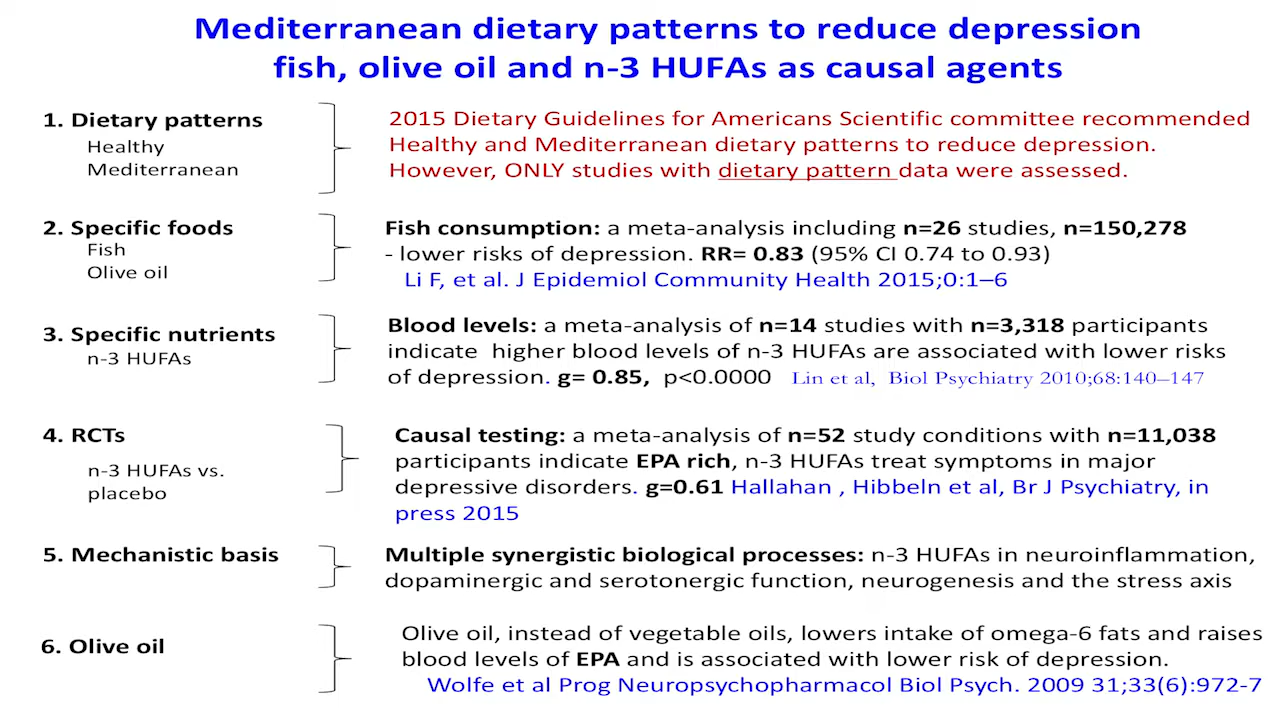 Mediterranean dietary patterns to reduce depression
fish, olive oil and n-3 HUFAs as causal agents
1. Dietary patterns
Healthy
Mediterranean
2015 Dietary Guidelines for Americans Scientific committee recommended
Healthy and Mediterranean dietary patterns to reduce depression.
However, ONLY studies with dietary pattern data were assessed.
2. Specific foods
Fish
Olive oil
Fish consumption: a meta-analysis including n=26 studies, n=150,278
- lower risks of depression. RR= 0.83 (95% CI 0.74 to 0.93)
Li F, et al. J Epidemiol Community Health 2015;0:1–6
3. Specific nutrients
n-3 HUFAs
Blood levels: a meta-analysis of n=14 studies with n=3,318 participants
indicate higher blood levels of n-3 HUFAs are associated with lower risks
of depression. g= 0.85, p<0.0000 Lin et al, Biol Psychiatry 2010;68:140–147
4. RCTs
n-3 HUFAs vs.
placebo
Causal testing: a meta-analysis of n=52 study conditions with n=11,038
participants indicate EPA rich, n-3 HUFAs treat symptoms in major
depressive disorders. g=0.61 Hallahan , Hibbeln et al, Br J Psychiatry, in
press 2015
5. Mechanistic basis
Multiple synergistic biological processes: n-3 HUFAs in neuroinflammation,
dopaminergic and serotonergic function, neurogenesis and the stress axis
6. Olive oil
Olive oil, instead of vegetable oils, lowers intake of omega-6 fats and raises
blood levels of EPA and is associated with lower risk of depression.
Wolfe et al Prog Neuropsychopharmacol Biol Psych. 2009 31;33(6):972-7